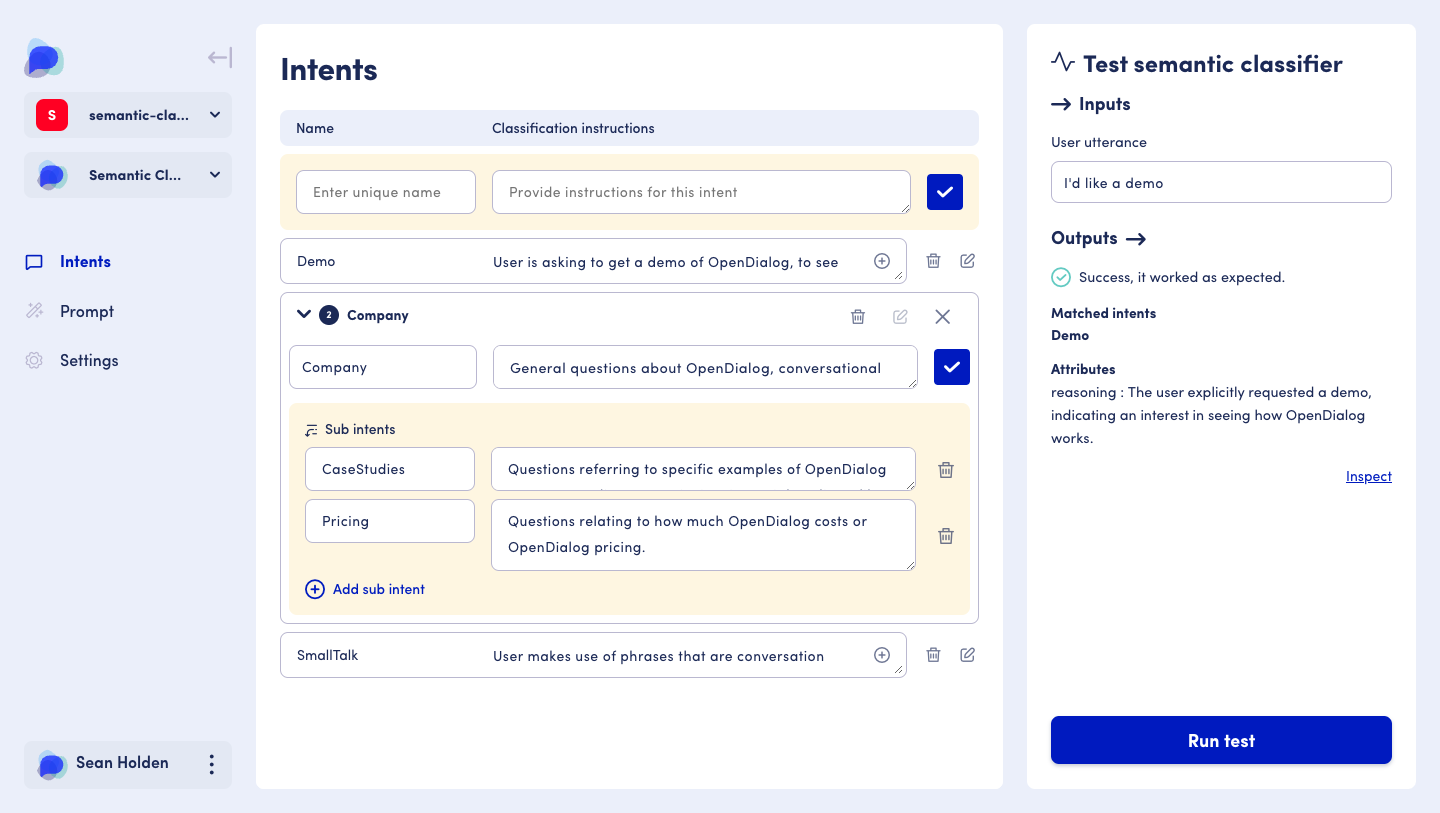 S
semantic-cla...
Semantic Cl...
Intents
Prompt
Settings
Sean Holden
Intents
Name
Classification instructions
Enter unique name
Provide instructions for this intent
Demo
User is asking to get a demo of OpenDialog, to see
2
Company
Company
General questions about OpenDialog, conversational
Sub intents
CaseStudies
Questions referring to specific examples of OpenDialog
Pricing
Questions relating to how much OpenDialog costs or
OpenDialog pricing.
Add sub intent
SmallTalk
User makes use of phrases that are conversation
Test semantic classifier
Inputs
User utterance
I'd like a demo
Outputs
Success, it worked as expected.
Matched intents
Demo
Attributes
reasoning : The user explicitly requested a demo,
indicating an interest in seeing how OpenDialog
works.
Inspect
Run test